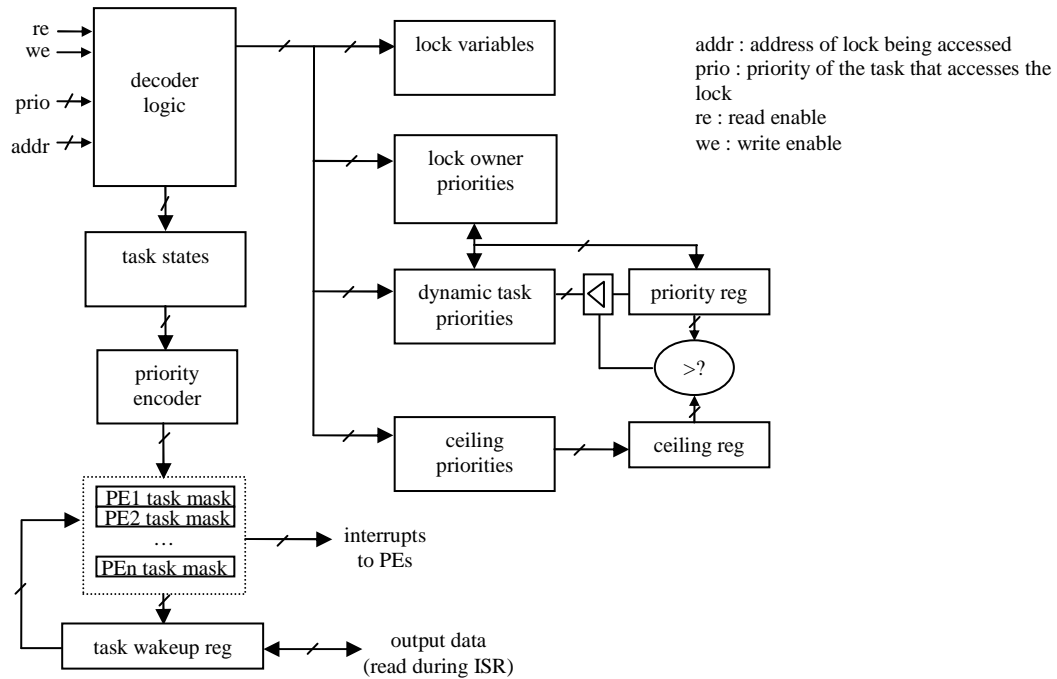 re
we
prio
addr
decoder
logic
lock variables
addr : address of lock being accessed
prio : priority of the task that accesses the
lock
re : read enable
we : write enable
lock owner
priorities
task states
dynamic task
priorities
priority reg
>?
priority
encoder
ceiling
priorities
ceiling reg
PE1 task mask
PE2 task mask
…
PEn task mask
interrupts
to PEs
task wakeup reg
output data
(read during ISR)